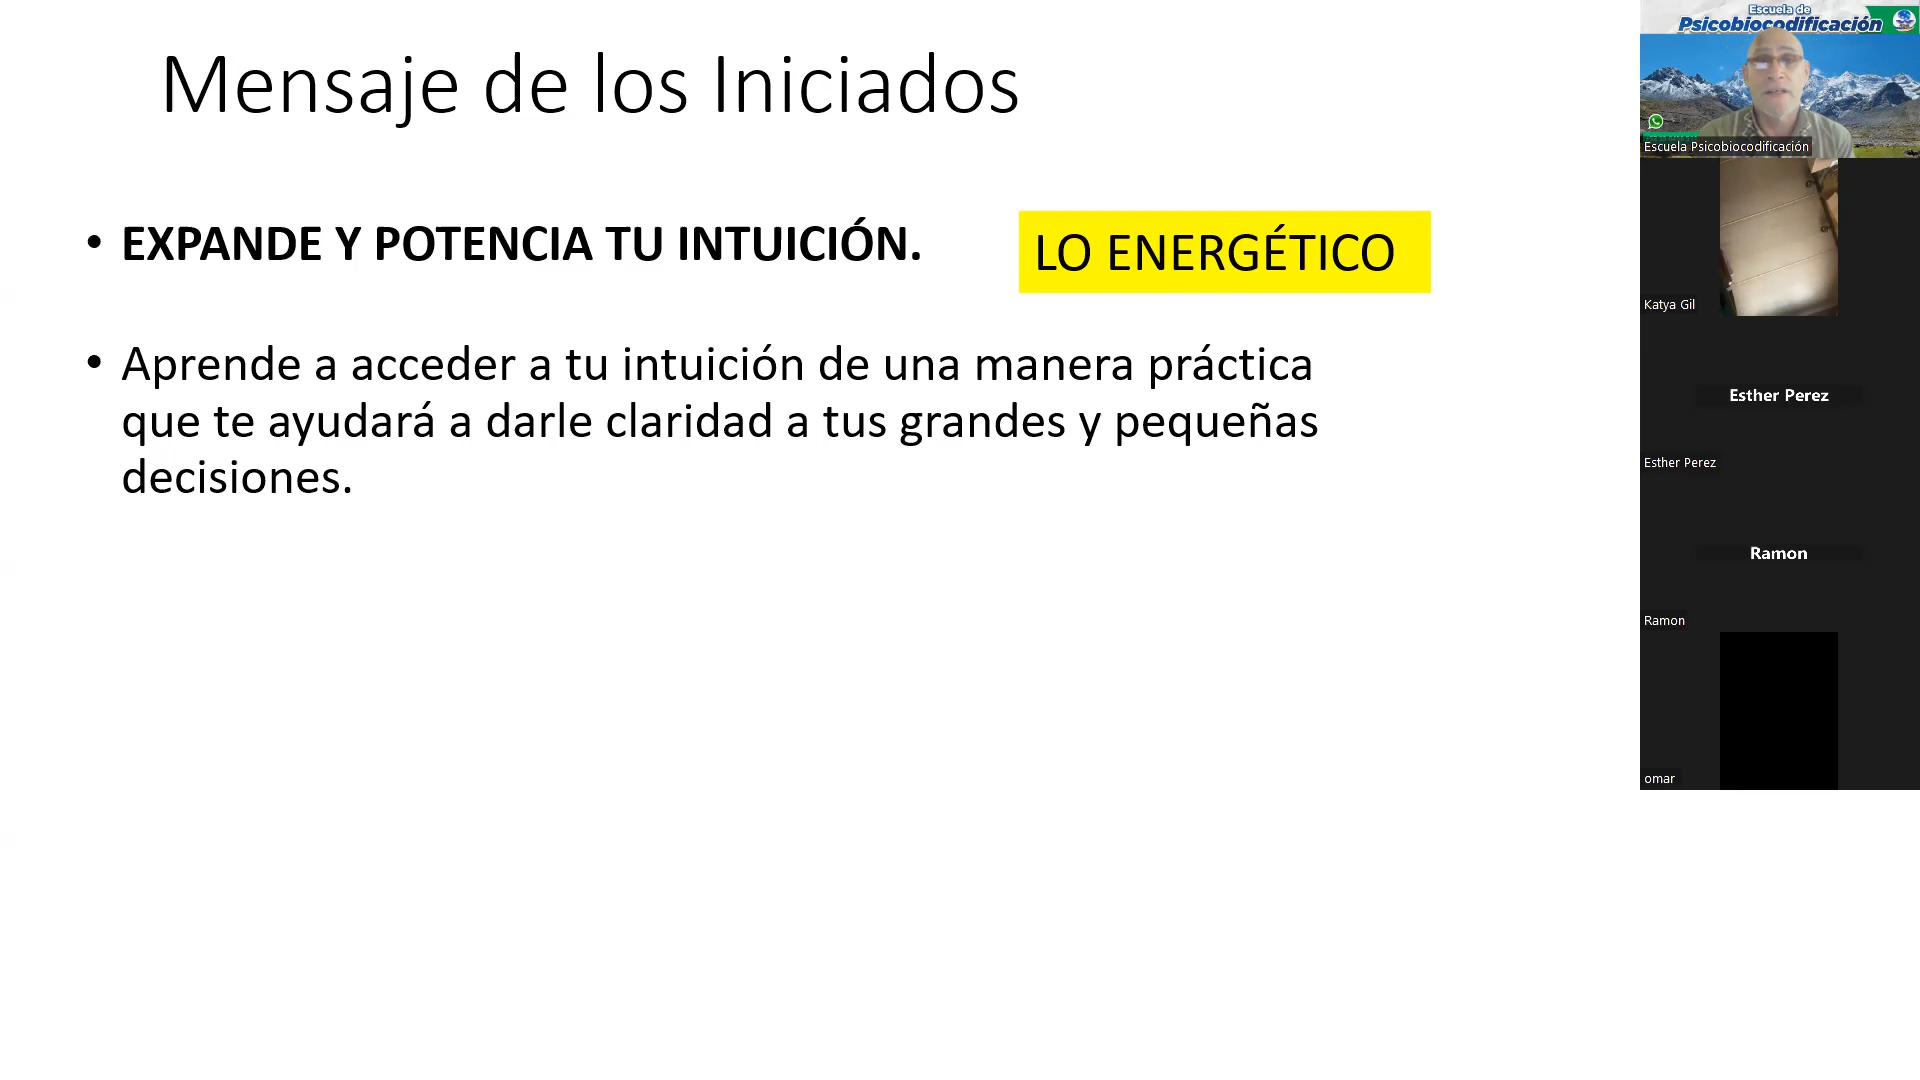 Mensaje de los Iniciados
• EXPANDE Y POTENCIA TU INTUICIÓN.
LO ENERGÉTICO
• Aprende a acceder a tu intuición de una manera práctica
que te ayudará a darle claridad a tus grandes y pequeñas
decisiones.
Escuela de
Psicobiocodificación
Escuela Psicobiocodificación
Katya Gil
Esther Perez
Esther Perez
Ramon
Ramon
omar